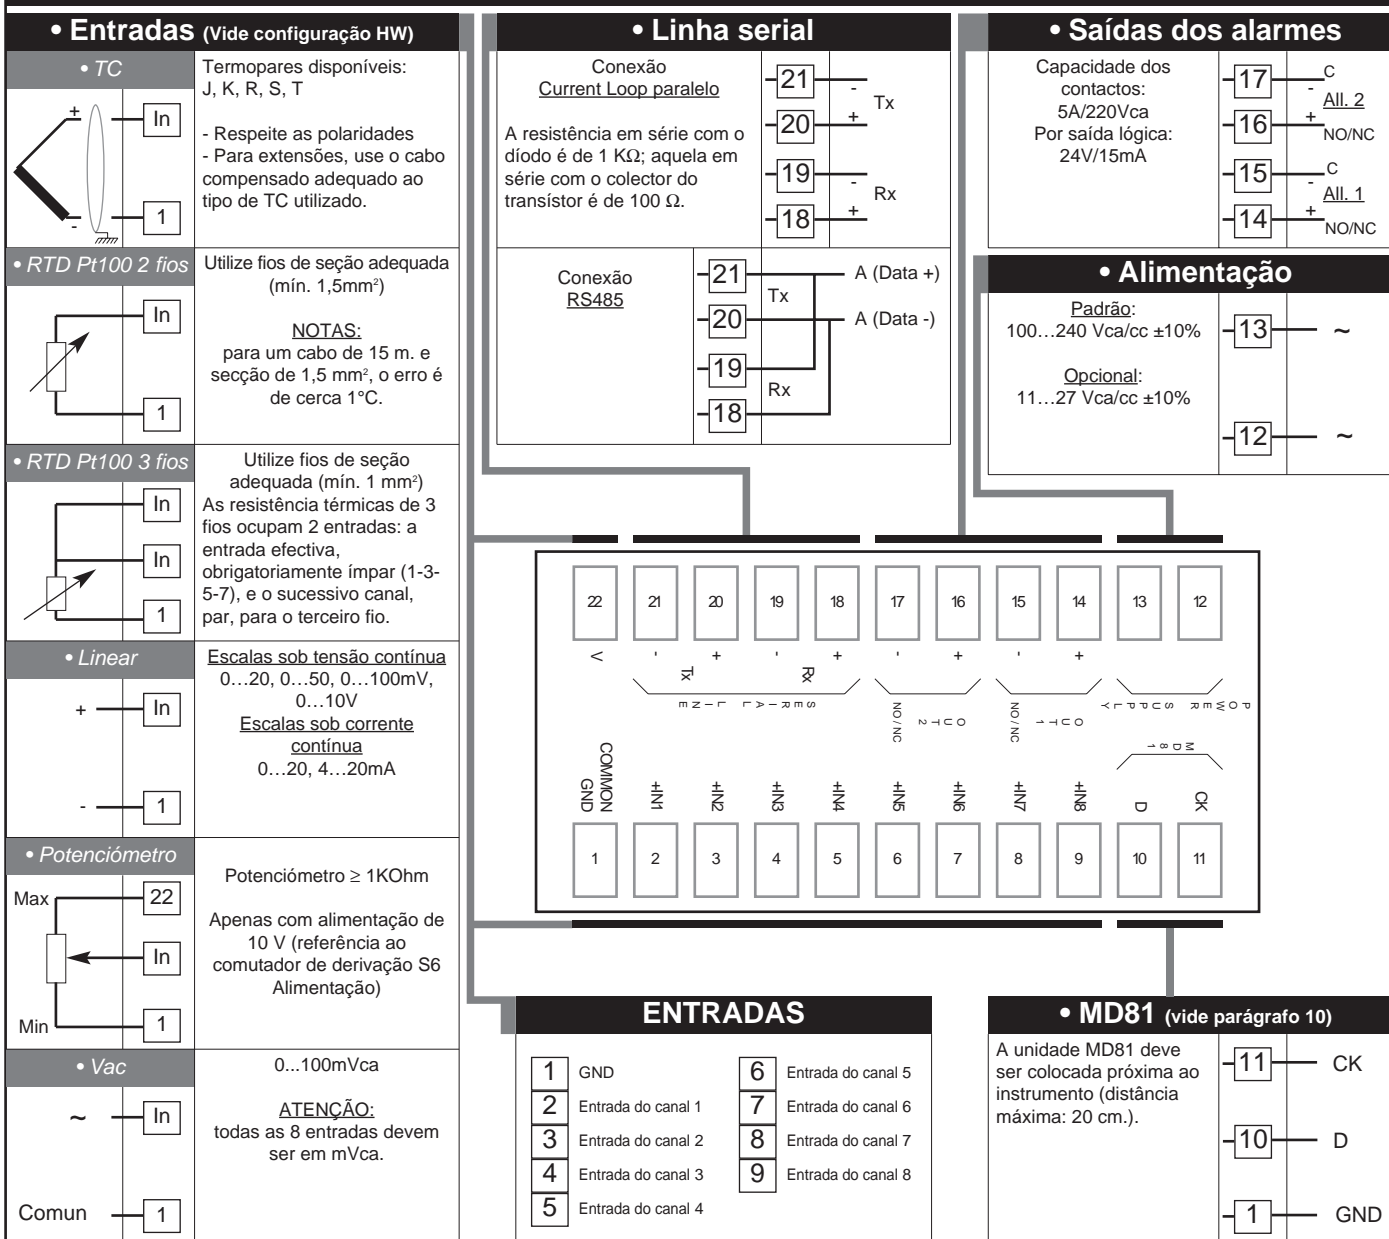 • Entradas (Vide configuração HW)
• TC
+
In
-
1
Termopares disponíveis:
J, K, R, S, T
- Respeite as polaridades
- Para extensões, use o cabo
compensado adequado ao
tipo de TC utilizado.
• RTD Pt100 2 fios
In
1
Utilize fios de seção adequada
(mín. 1,5mm²)
NOTAS:
para um cabo de 15 m. e
secção de 1,5 mm², o erro é
de cerca 1°C.
• RTD Pt100 3 fios
In
In
1
Utilize fios de seção
adequada (mín. 1 mm²)
As resistência térmicas de 3
fios ocupam 2 entradas: a
entrada efectiva,
obrigatoriamente ímpar (1-3-
5-7), e o sucessivo canal,
par, para o terceiro fio.
• Linear
+ In
- 1
Escalas sob tensão contínua
0…20, 0…50, 0…100mV,
0…10V
Escalas sob corrente
contínua
0…20, 4…20mA
• Potenciómetro
Max 22
In
Min 1
Potenciómetro ≥ 1KOhm
Apenas com alimentação de
10 V (referência ao
comutador de derivação S6
Alimentação)
• Vac
~ In
Comun 1
0...100mVca
ATENÇÃO:
todas as 8 entradas devem
ser em mVca.
• Linha serial
Conexão
Current Loop paralelo
A resistência em série com o
díodo é de 1 KΩ; aquela em
série com o colector do
transístor é de 100 Ω.
21 -
Tx
20 +
19 -
Rx
18 +
Conexão
RS485
21 A (Data +)
Tx
20 A (Data -)
19
Rx
18
• Saídas dos alarmes
Capacidade dos
contactos:
5A/220Vca
Por saída lógica:
24V/15mA
17 - C
All. 2
16 + NO/NC
15 - C
All. 1
14 + NO/NC
• Alimentação
Padrão:
100…240 Vca/cc ±10%
Opcional:
11…27 Vca/cc ±10%
13 ~
12 ~
22 21 20 19 18 17 16 15 14 13 12
V - + - + - + - +
Tx Rx
SERIAL LINE
NO/NC
OUT 2
NO/NC
OUT 1
POWER SUPPLY
MD81
COMMON
GND
+IN1 +IN2 +IN3 +IN4 +IN5 +IN6 +IN7 +IN8 D CK
1 2 3 4 5 6 7 8 9 10 11
ENTRADAS
1 GND
2 Entrada do canal 1
3 Entrada do canal 2
4 Entrada do canal 3
5 Entrada do canal 4
6 Entrada do canal 5
7 Entrada do canal 6
8 Entrada do canal 7
9 Entrada do canal 8
• MD81 (vide parágrafo 10)
A unidade MD81 deve
ser colocada próxima ao
instrumento (distância
máxima: 20 cm.).
11 CK
10 D
1 GND